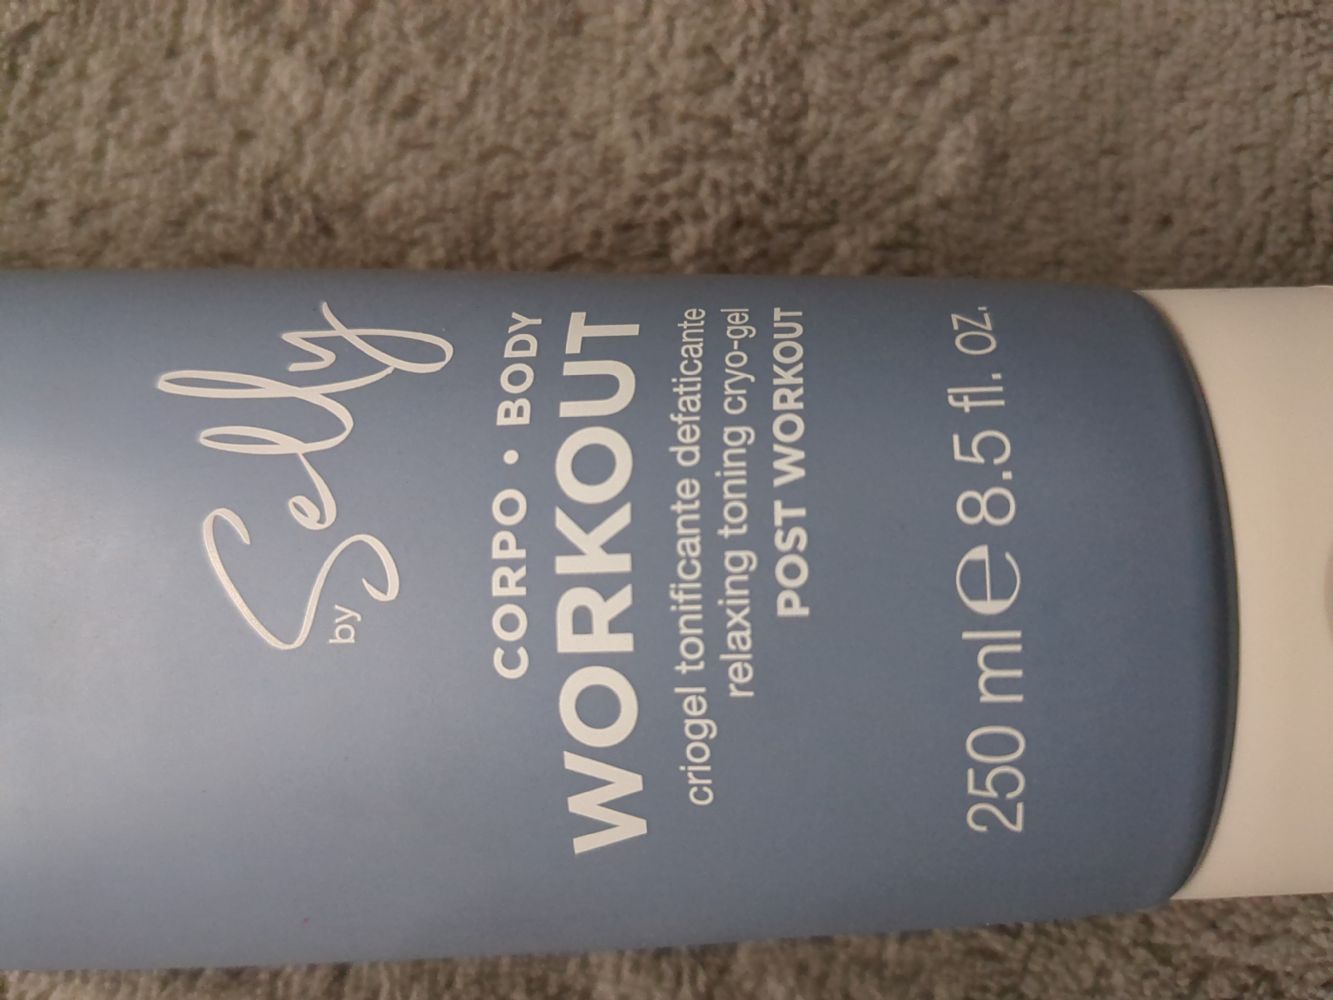 by Selly
CORPO • BODY
WORKOUT
criogel tonificante defaticante
relaxing toning cryo-gel
POST WORKOUT
250 ml ℮ 8.5 fl. oz.